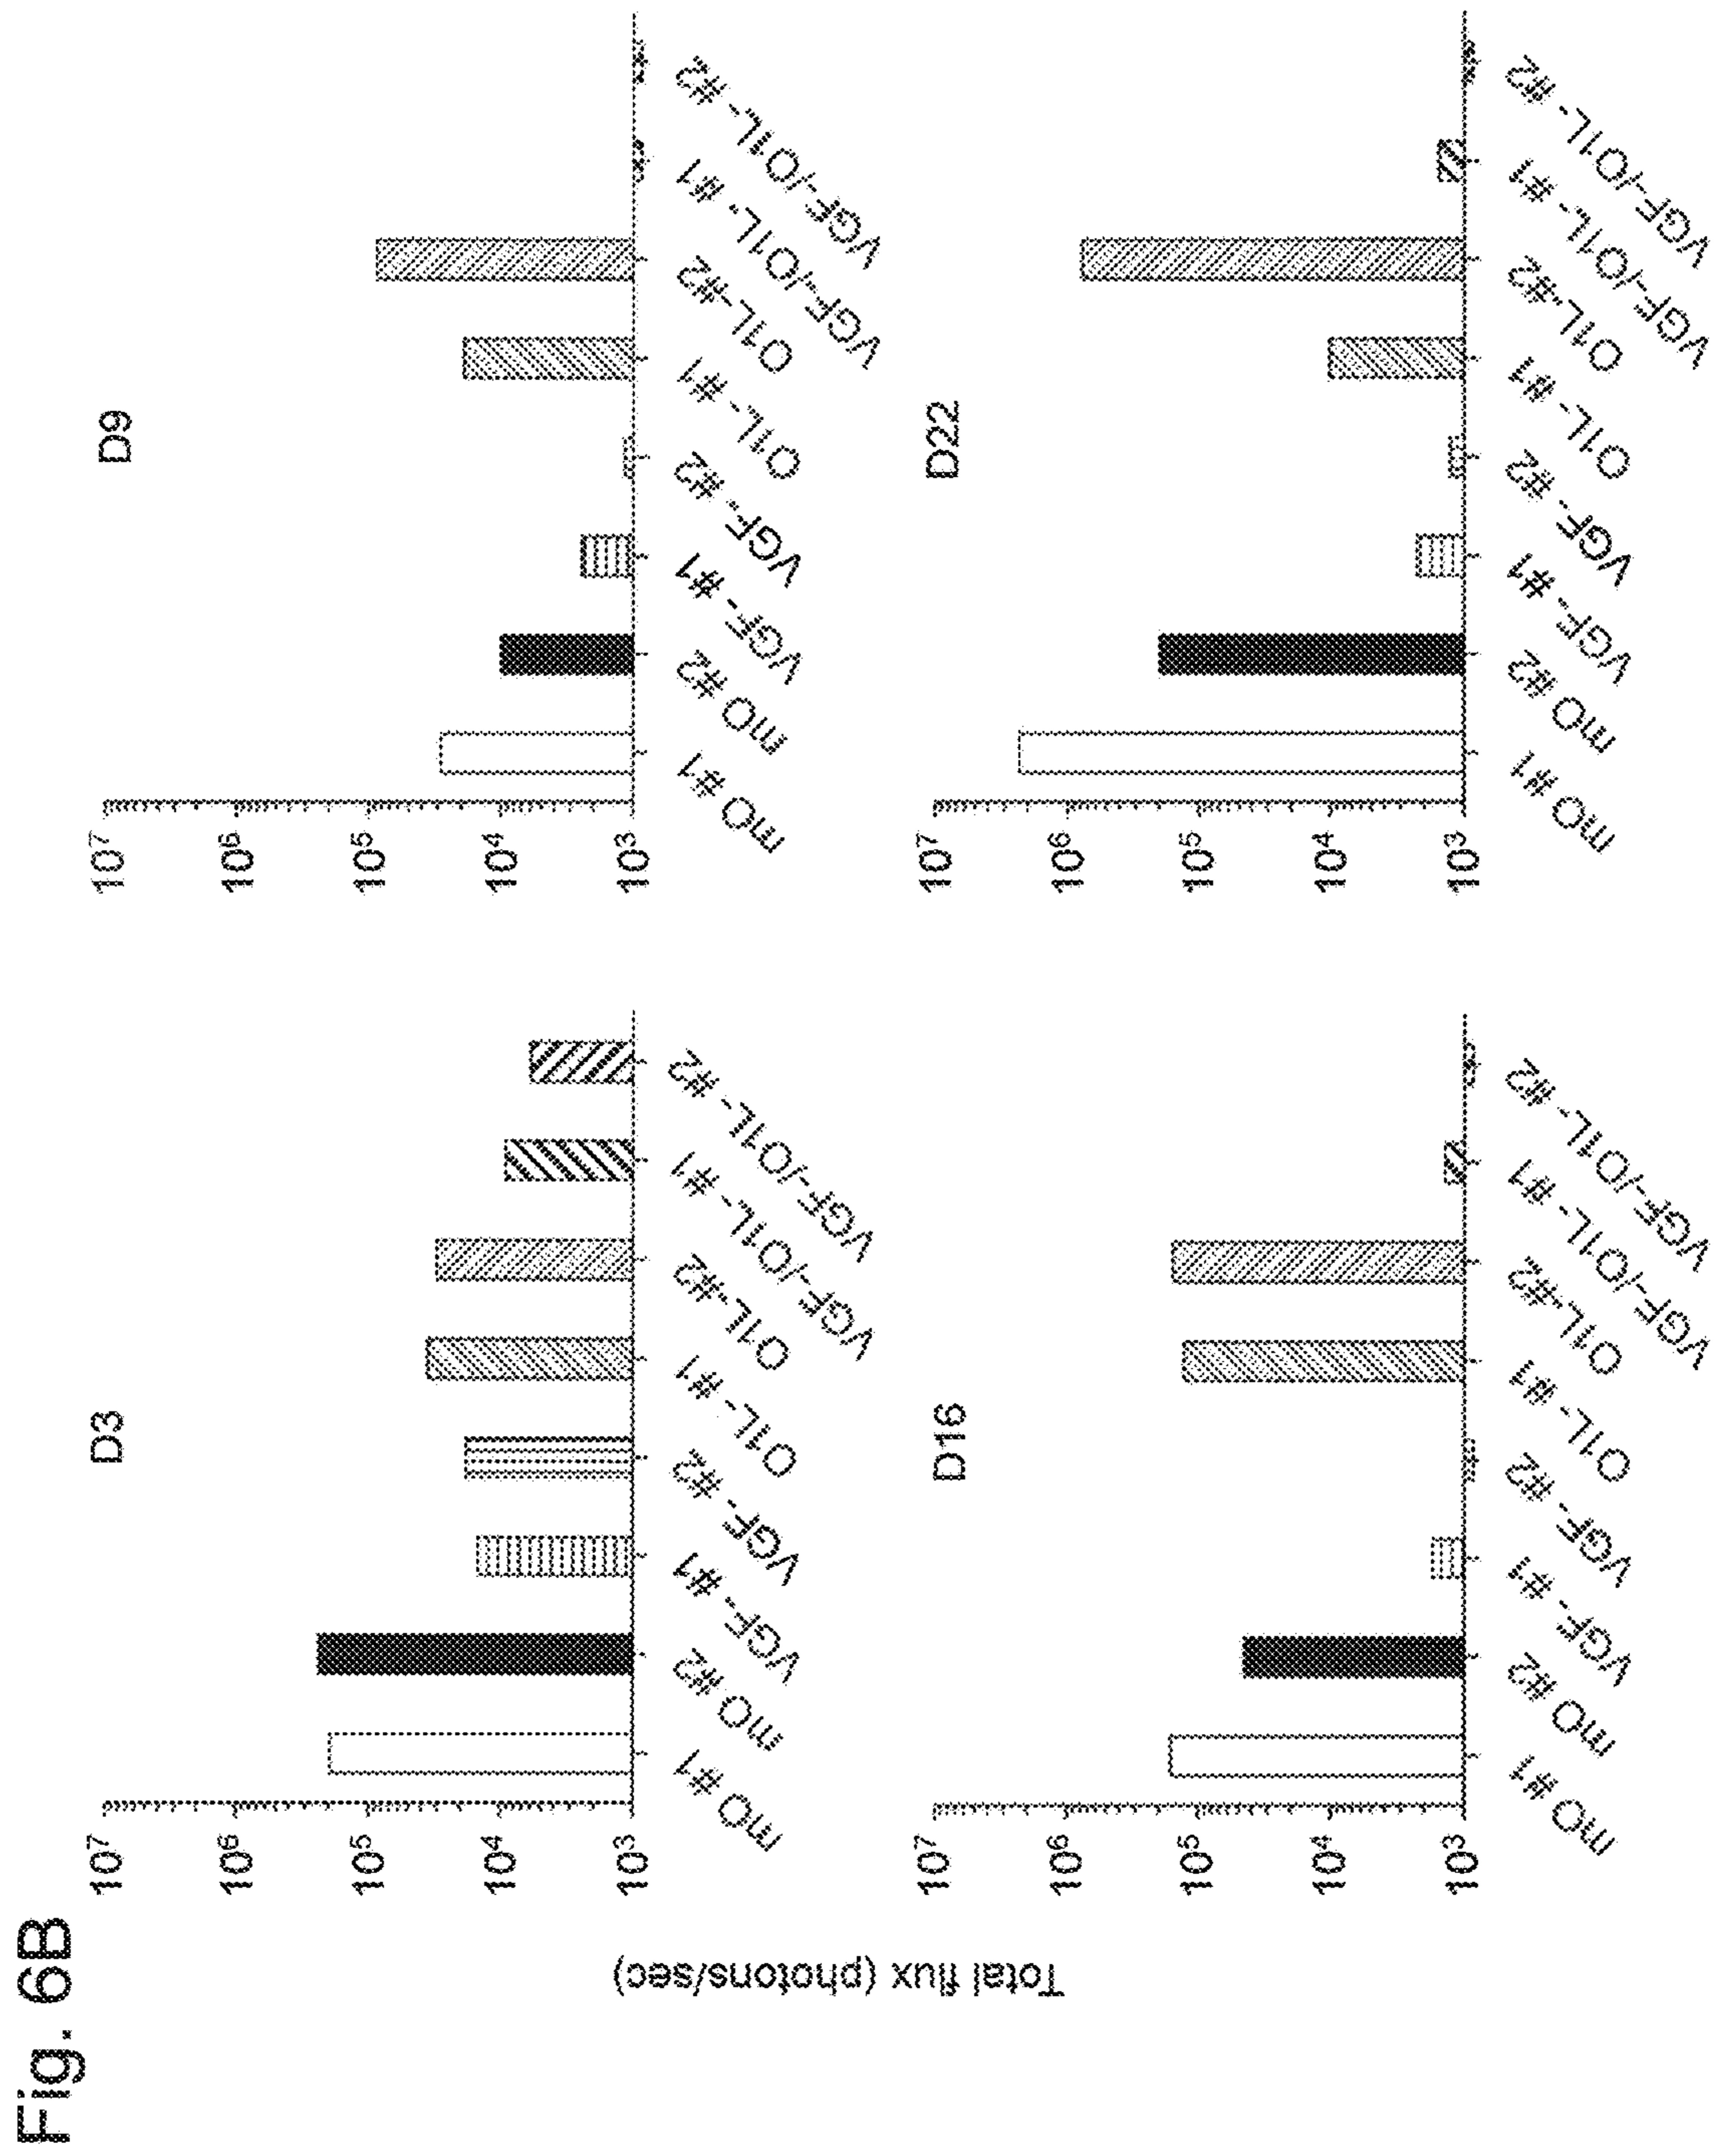 Fig. 6B
Total flux (photons/sec)
D3
10⁷
10⁶
10⁵
10⁴
10³
mO #1
mO #2
VGF- #1
VGF- #2
O1L- #1
O1L-#2
VGF-/O1L- #1
VGF-/O1L- #2
D9
10⁷
10⁶
10⁵
10⁴
10³
mO #1
mO #2
VGF- #1
VGF- #2
O1L- #1
O1L-#2
VGF-/O1L- #1
VGF-/O1L- #2
D16
10⁷
10⁶
10⁵
10⁴
10³
mO #1
mO #2
VGF- #1
VGF- #2
O1L- #1
O1L-#2
VGF-/O1L- #1
VGF-/O1L- #2
D22
10⁷
10⁶
10⁵
10⁴
10³
mO #1
mO #2
VGF- #1
VGF- #2
O1L- #1
O1L-#2
VGF-/O1L- #1
VGF-/O1L- #2